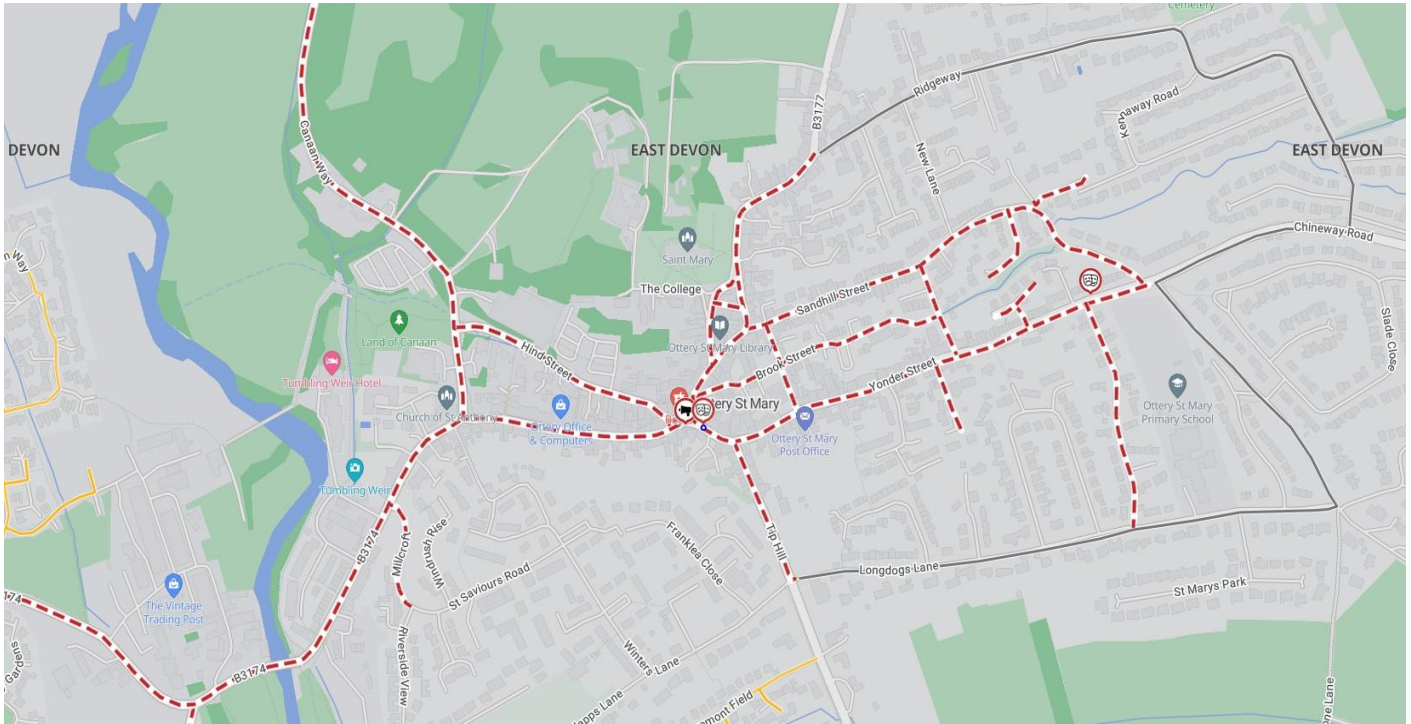 Cemetery
B3177
Ridgeway
Kennaway Road
DEVON
EAST DEVON
EAST DEVON
New Lane
Canaan Way
Chineway Road
Saint Mary
The College
Sandhill Street
Slade Close
Land of Canaan
Hind Street
Ottery St Mary Library
Brook Street
Tumbling Weir Hotel
Yonder Street
Church of St Anthony
Ottery Office
& Computers
Ottery St Mary
Ottery St Mary
Post Office
Ottery St Mary
Primary School
Tumbling Weir
Tip Hill
B3174
Millcroft
Windrush Rise
Franklea Close
St Saviours Road
Longdogs Lane
St Marys Park
The Vintage
Trading Post
Riverside View
Winters Lane
B3174
Gardens